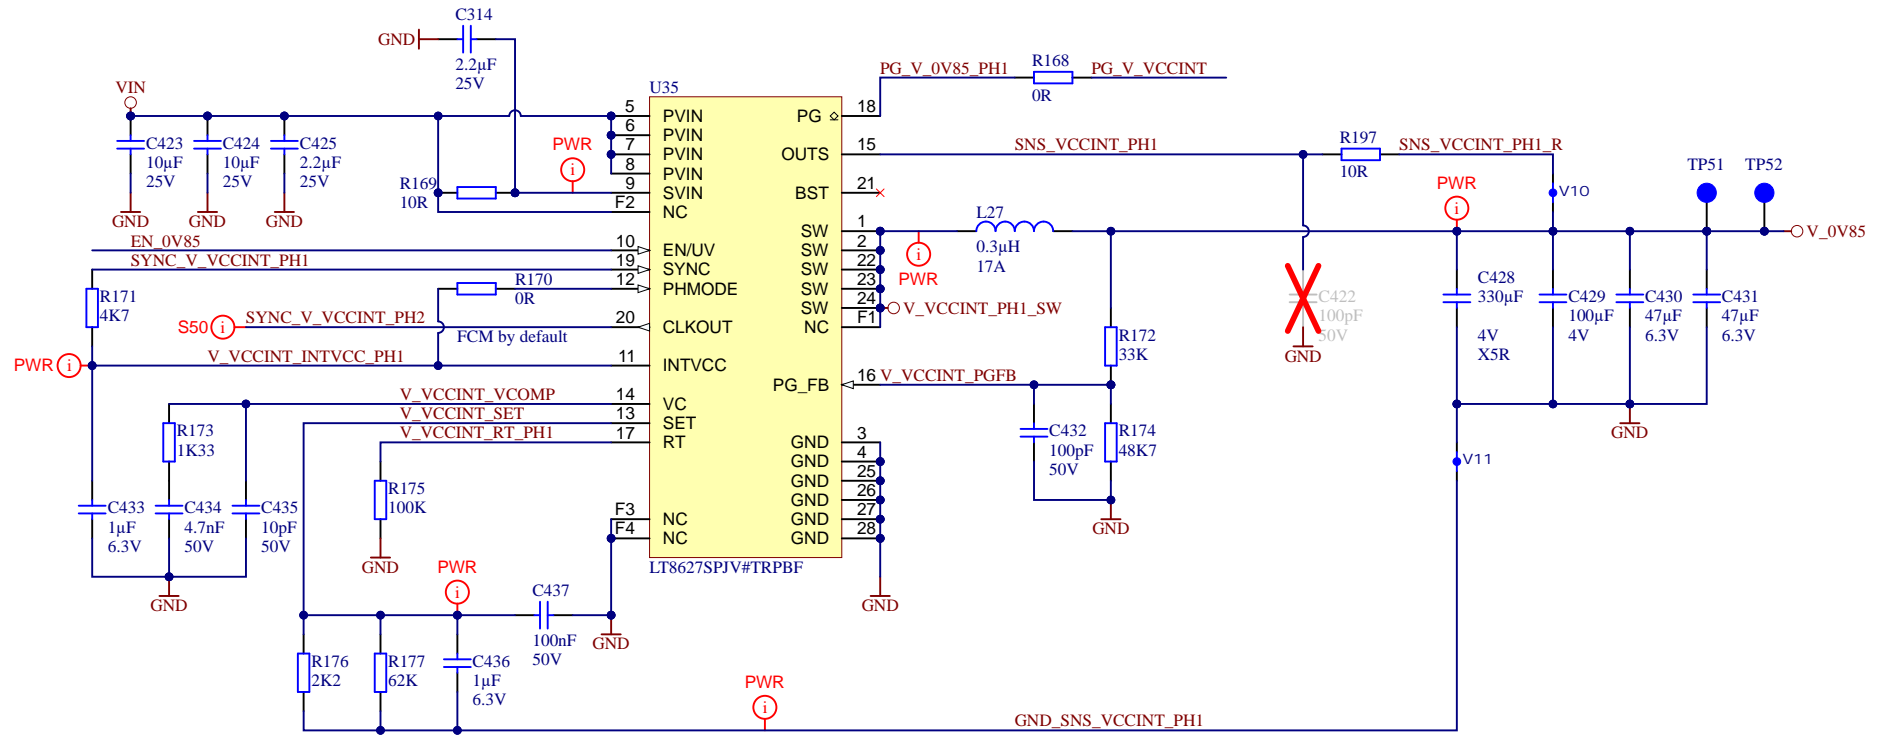 C314
GND
2.2µF
25V
VIN
C423
10µF
25V
GND
C424
10µF
25V
GND
C425
2.2µF
25V
GND
R169
10R
PWR
i
U35
5 PVIN
6 PVIN
7 PVIN
8 PVIN
9 SVIN
F2 NC
EN_0V85
10 EN/UV
SYNC_V_VCCINT_PH1
19 SYNC
12 PHMODE
R170
0R
R171
4K7
S50 i
SYNC_V_VCCINT_PH2
20 CLKOUT
FCM by default
PWR i
V_VCCINT_INTVCC_PH1
11 INTVCC
V_VCCINT_VCOMP
14 VC
V_VCCINT_SET
13 SET
V_VCCINT_RT_PH1
17 RT
R173
1K33
R175
100K
GND
C433
1µF
6.3V
C434
4.7nF
50V
C435
10pF
50V
GND
F3 NC
F4 NC
PWR
i
C437
100nF
50V
GND
R176
2K2
R177
62K
C436
1µF
6.3V
LT8627SPJV#TRPBF
PG 18
PG_V_0V85_PH1
R168
0R
PG_V_VCCINT
OUTS 15
SNS_VCCINT_PH1
R197
10R
SNS_VCCINT_PH1_R
BST 21
SW 1
SW 2
SW 22
SW 23
SW 24
NC F1
V_VCCINT_PH1_SW
i
PWR
L27
0.3µH
17A
PG_FB 16
V_VCCINT_PGFB
R172
33K
C432
100pF
50V
R174
48K7
GND
GND 3
GND 4
GND 25
GND 26
GND 27
GND 28
GND
C422
100pF
50V
GND
PWR
i
V10
TP51
TP52
V_0V85
C428
330µF
4V
X5R
C429
100µF
4V
C430
47µF
6.3V
C431
47µF
6.3V
GND
V11
PWR
i
GND_SNS_VCCINT_PH1